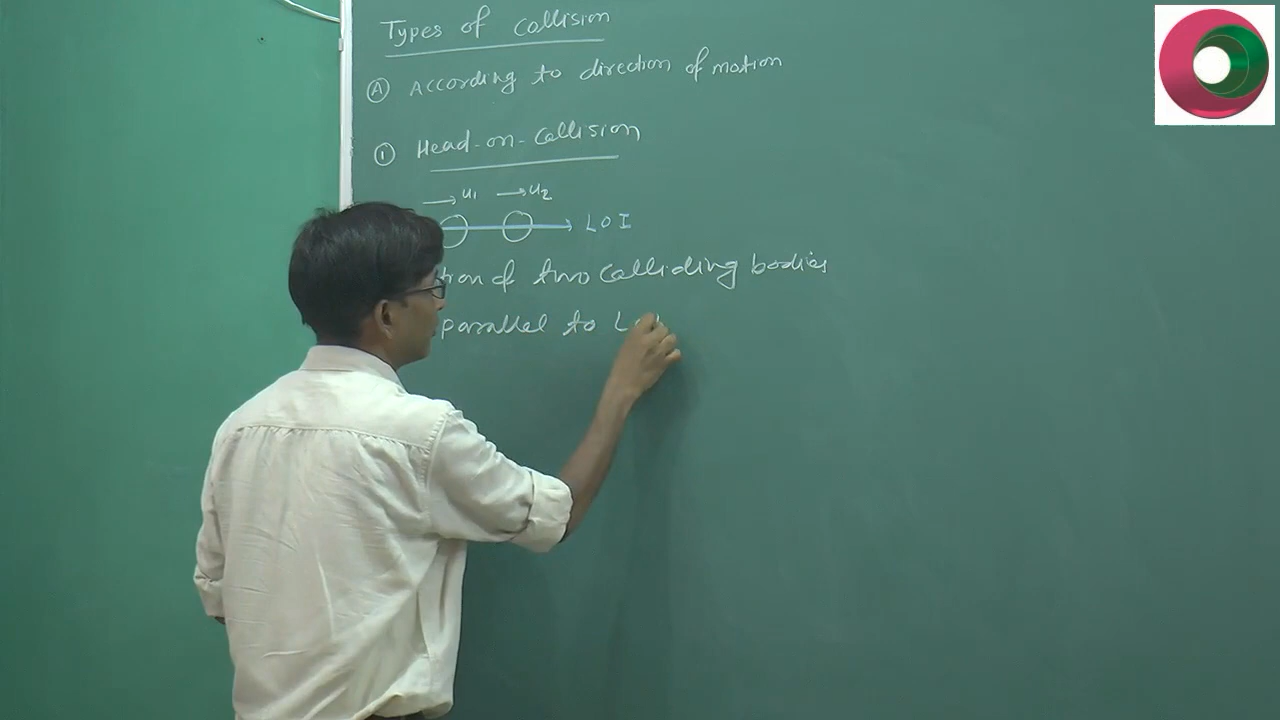 Types of Collision
Ⓐ According to direction of motion
① Head-on-Collision
u1 u2
LOI
of two colliding bodies
parallel to